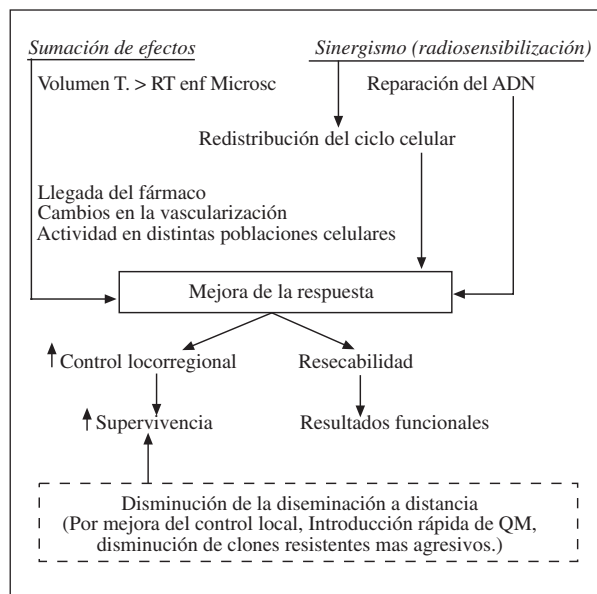 Sumación de efectos
Sinergismo (radiosensibilización)
Volumen T. > RT enf Microsc
Reparación del ADN
Redistribución del ciclo celular
Llegada del fármaco
Cambios en la vascularización
Actividad en distintas poblaciones celulares
Mejora de la respuesta
Control locorregional
Resecabilidad
Supervivencia
Resultados funcionales
Disminución de la diseminación a distancia
(Por mejora del control local, Introducción rápida de QM,
disminución de clones resistentes mas agresivos.)